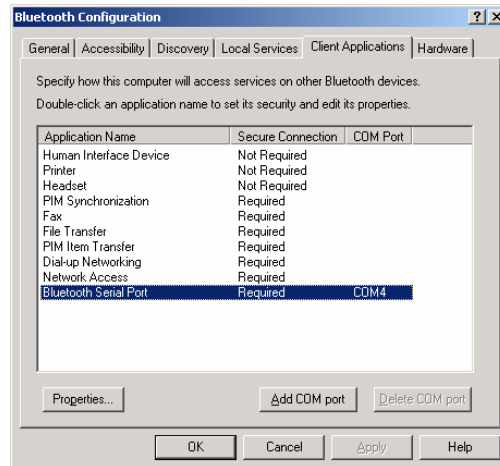 Bluetooth Configuration
General Accessibility Discovery Local Services Client Applications Hardware
Specify how this computer will access services on other Bluetooth devices.
Double-click an application name to set its security and edit its properties.
Application Name Secure Connection COM Port
Human Interface Device Not Required
Printer Not Required
Headset Not Required
PIM Synchronization Required
Fax Required
File Transfer Required
PIM Item Transfer Required
Dial-up Networking Required
Network Access Required
Bluetooth Serial Port Required COM4
Properties... Add COM port Delete COM port
OK Cancel Apply Help